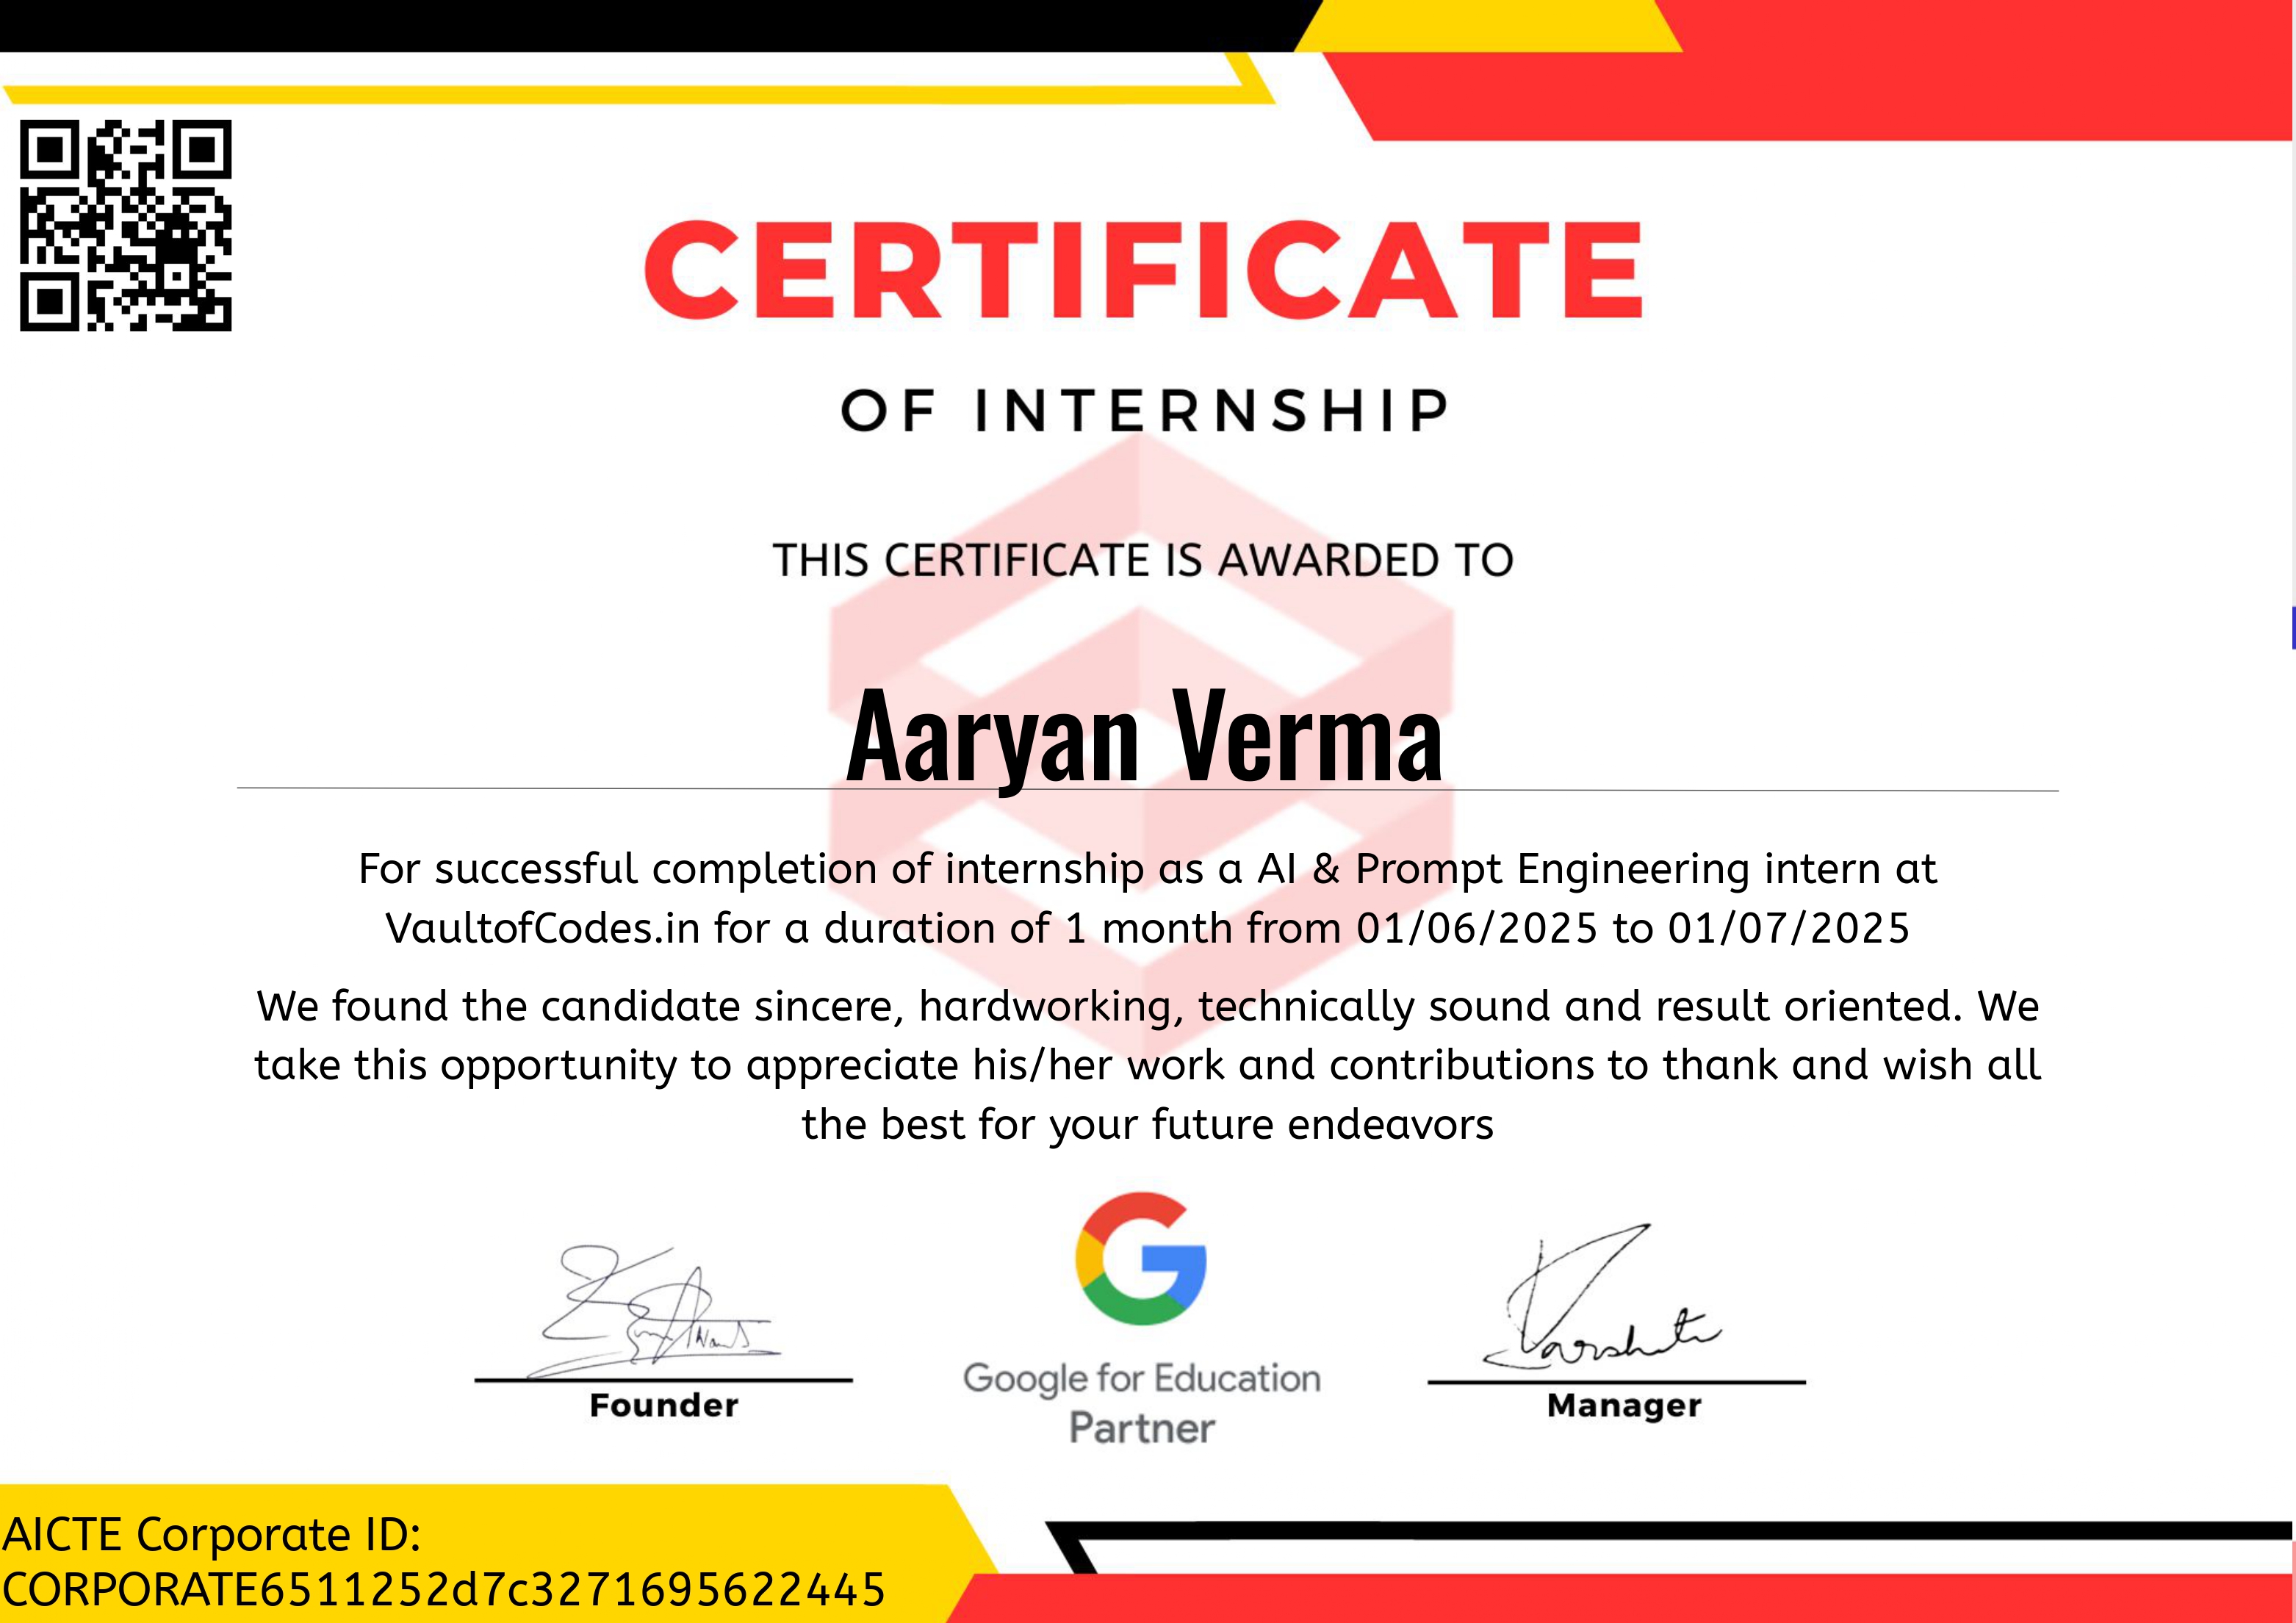 CERTIFICATE
OF INTERNSHIP
THIS CERTIFICATE IS AWARDED TO
Aaryan Verma
For successful completion of internship as a AI & Prompt Engineering intern at
VaultofCodes.in for a duration of 1 month from 01/06/2025 to 01/07/2025
We found the candidate sincere, hardworking, technically sound and result oriented. We
take this opportunity to appreciate his/her work and contributions to thank and wish all
the best for your future endeavors
Varshita
Founder
Google for Education
Partner
Manager
AICTE Corporate ID:
CORPORATE6511252d7c3271695622445